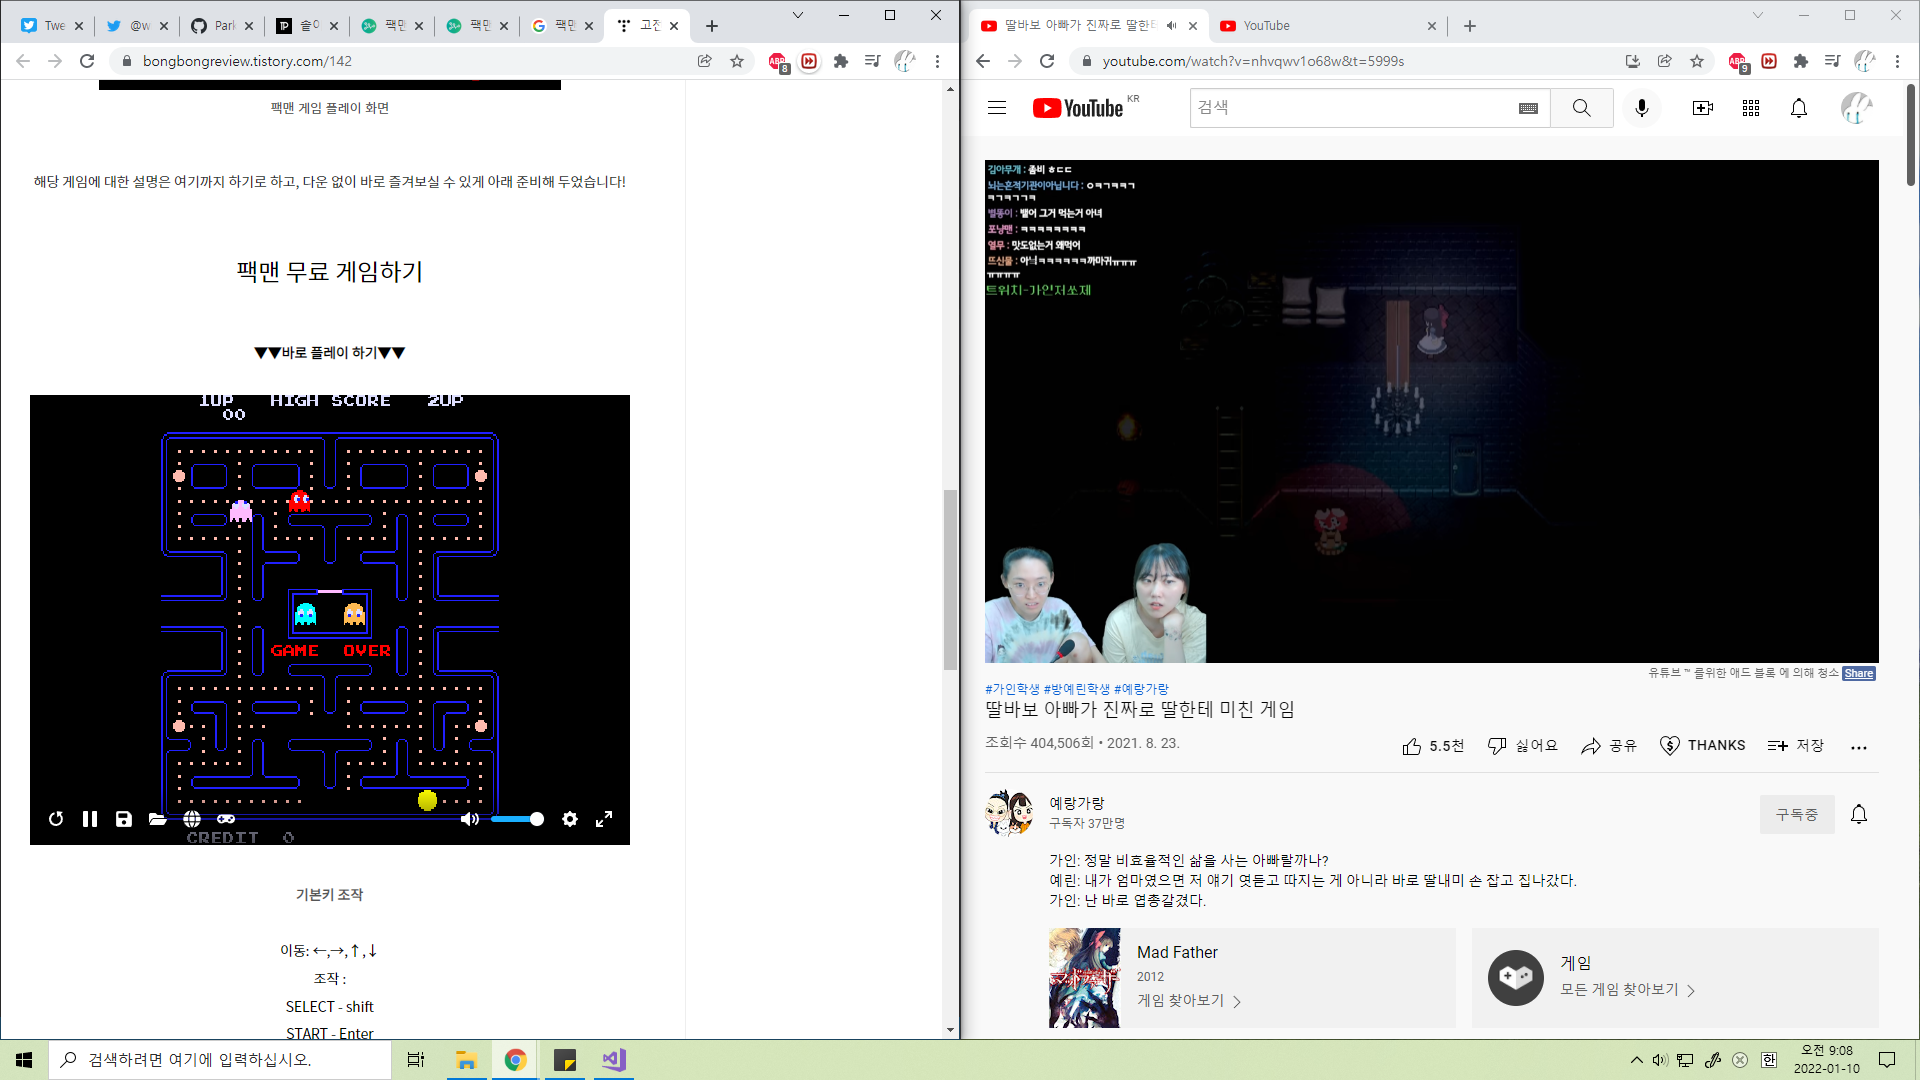 Twe
@w
Park
솔이
팩맨
팩맨
팩맨
고전
bongbongreview.tistory.com/142
8
팩맨 게임 플레이 화면
해당 게임에 대한 설명은 여기까지 하기로 하고, 다운 없이 바로 즐겨보실 수 있게 아래 준비해 두었습니다!
팩맨 무료 게임하기
▼▼바로 플레이 하기▼▼
1UP HIGH SCORE 2UP
00
GAME OVER
CREDIT 0
기본키 조작
이동: ←,→,↑,↓
조작 :
SELECT - shift
START - Enter
딸바보 아빠가 진짜로 딸한테
YouTube
youtube.com/watch?v=nhvqwv1o68w&t=5999s
9
YouTube KR
검색
김아무개 : 좀비 ㅎㄷㄷ
뇌는흔적기관이아닙니다 : ㅇㅋㄱㅋㅋㄱ
ㅋㄱㅋㄱㄱㅋ
별똥이 : 뱉어 그거 먹는거 아녀
포닝맨 : ㅋㅋㅋㅋㅋㅋㅋㅋ
열무 : 맛도없는거 왜먹어
뜨신물 : 아닠ㅋㅋㅋㅋㅋㅋ까마귀ㅠㅠㅠ
ㅠㅠㅠㅠ
트위치-가인저쏘제
유튜브 ™ 를위한 애드 블록 에 의해 청소 Share
#가인학생 #방예린학생 #예랑가랑
딸바보 아빠가 진짜로 딸한테 미친 게임
조회수 404,506회 • 2021. 8. 23.
5.5천 싫어요 공유 THANKS 저장
예랑가랑
구독자 37만명
구독중
가인: 정말 비효율적인 삶을 사는 아빠랄까나?
예린: 내가 엄마였으면 저 얘기 엿듣고 따지는 게 아니라 바로 딸내미 손 잡고 집나갔다.
가인: 난 바로 엽총갈겼다.
Mad Father
2012
게임 찾아보기
게임
모든 게임 찾아보기
검색하려면 여기에 입력하십시오.
한
오전 9:08
2022-01-10